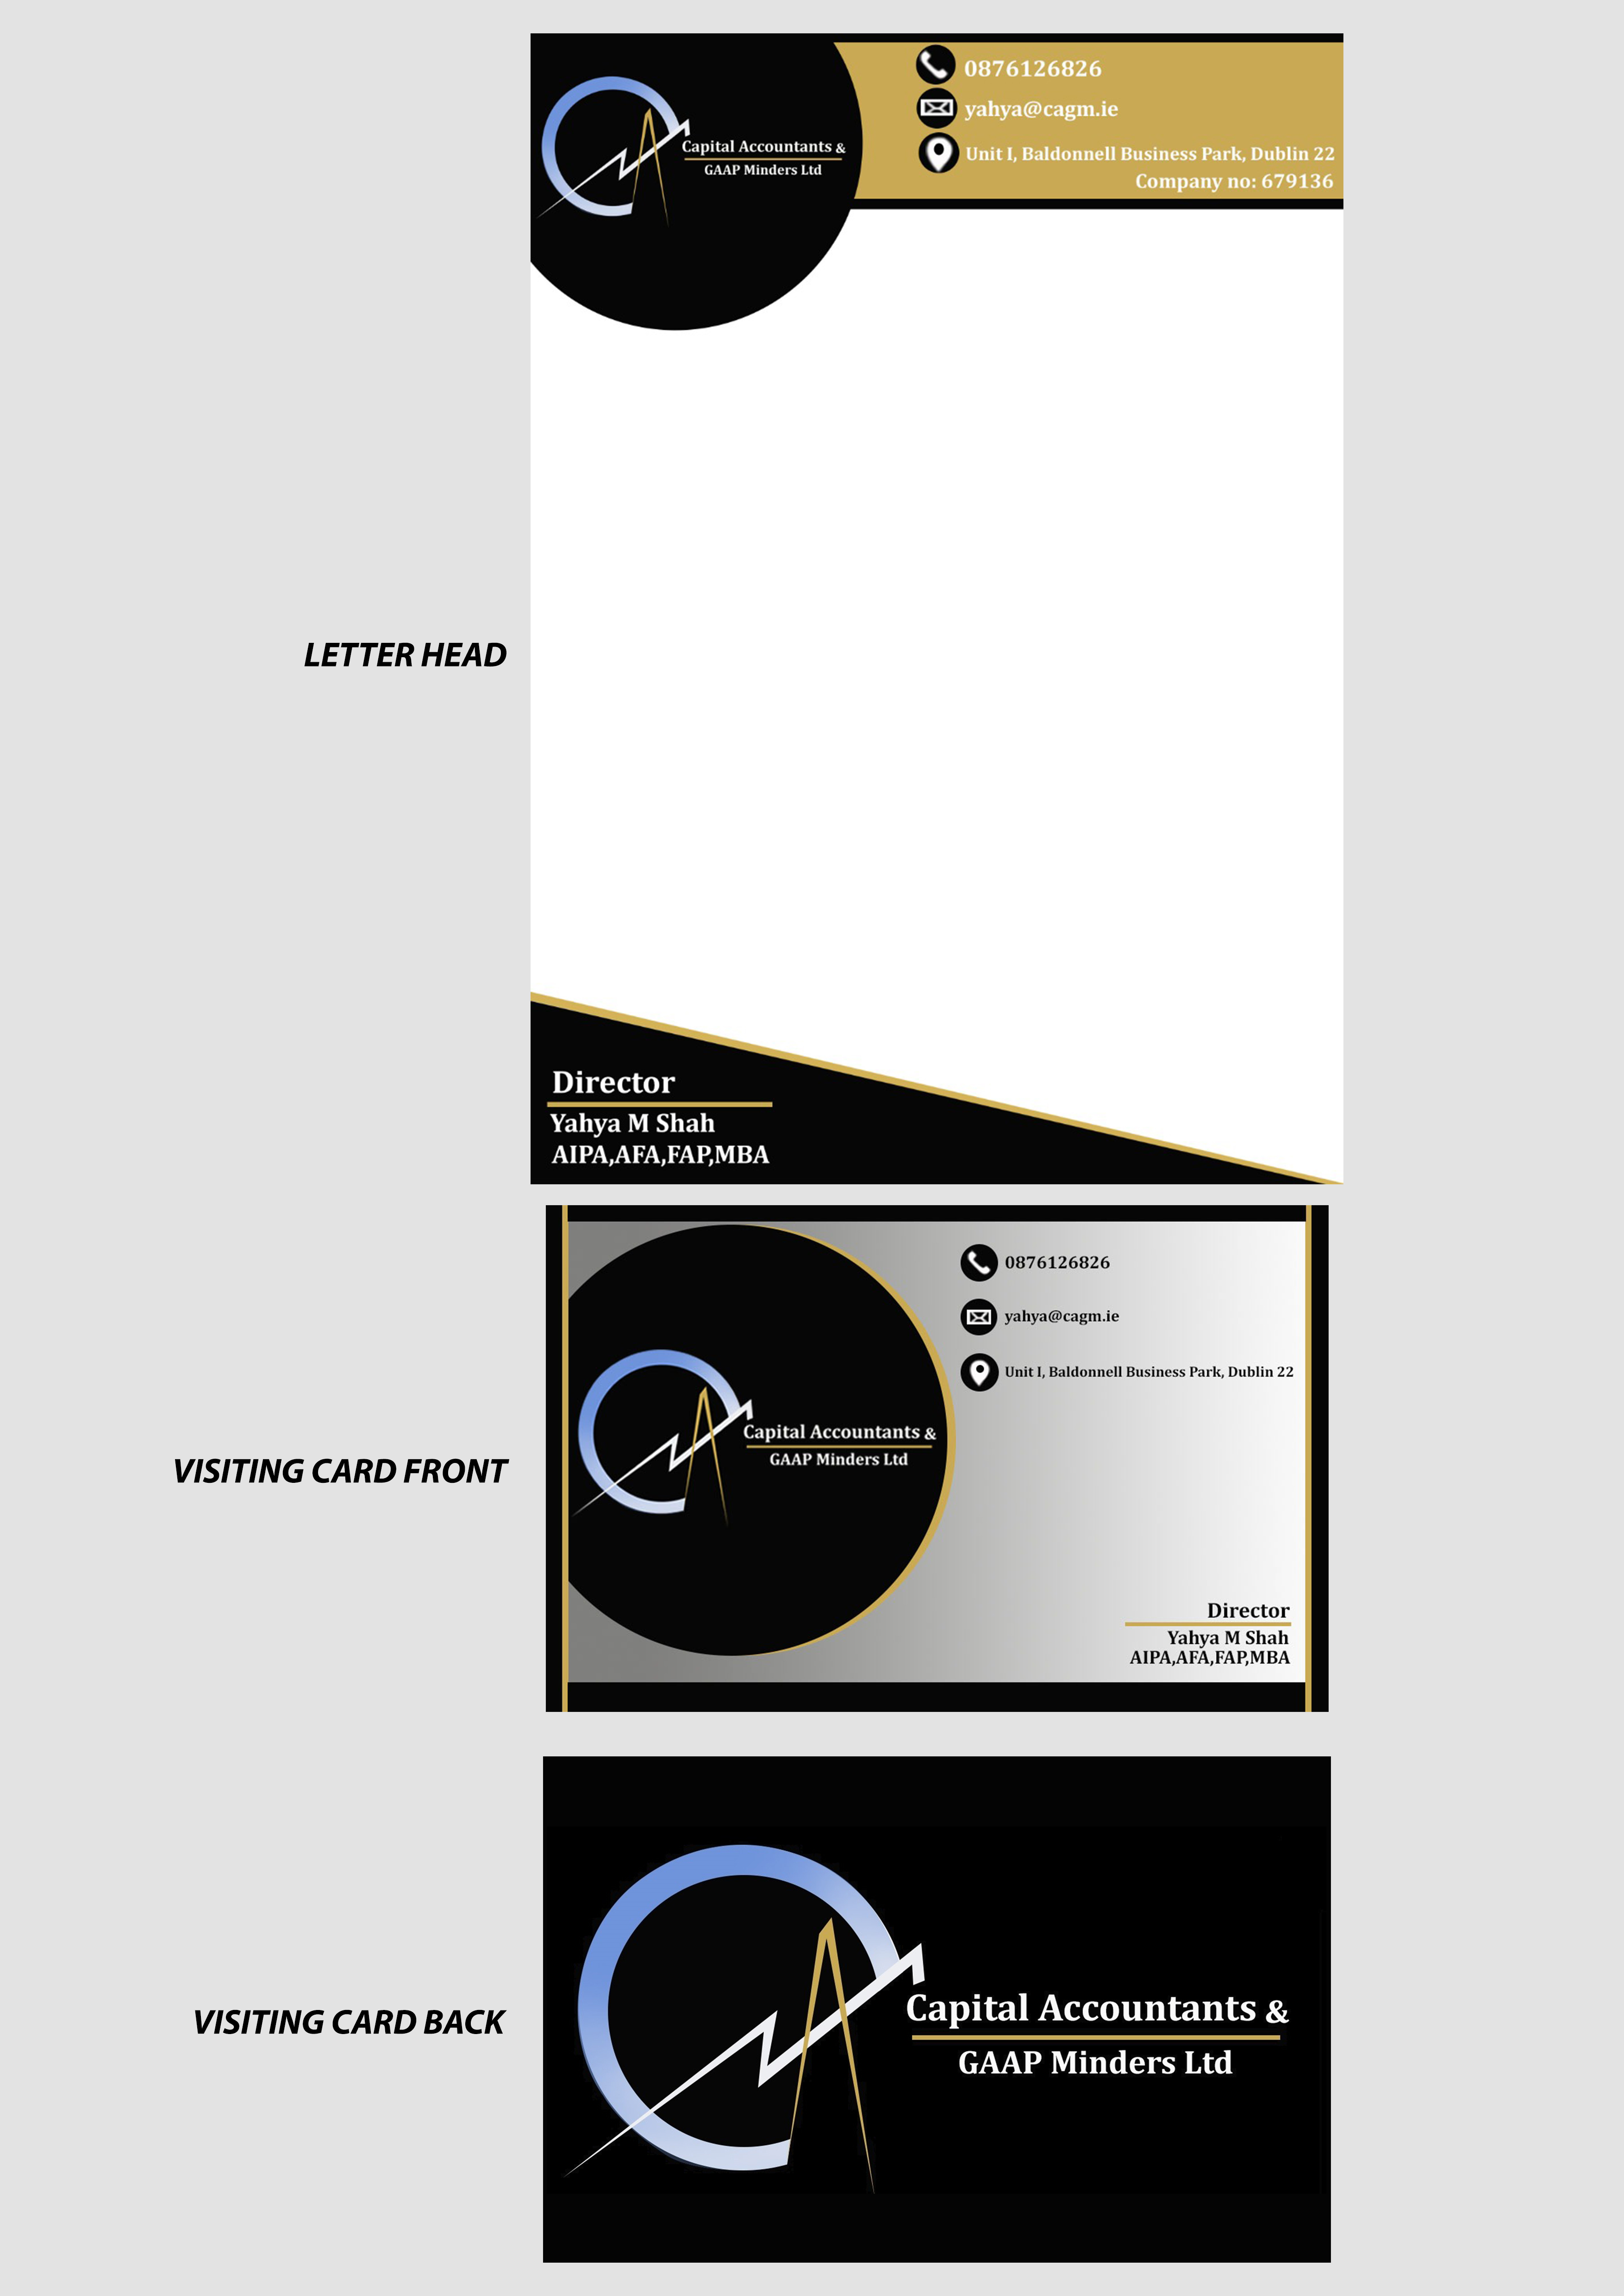 0876126826
yahya@cagm.ie
Unit I, Baldonnell Business Park, Dublin 22
Company no: 679136
Capital Accountants &
GAAP Minders Ltd
LETTER HEAD
Director
Yahya M Shah
AIPA,AFA,FAP,MBA
0876126826
yahya@cagm.ie
Unit I, Baldonnell Business Park, Dublin 22
Capital Accountants &
GAAP Minders Ltd
VISITING CARD FRONT
Director
Yahya M Shah
AIPA,AFA,FAP,MBA
Capital Accountants &
GAAP Minders Ltd
VISITING CARD BACK